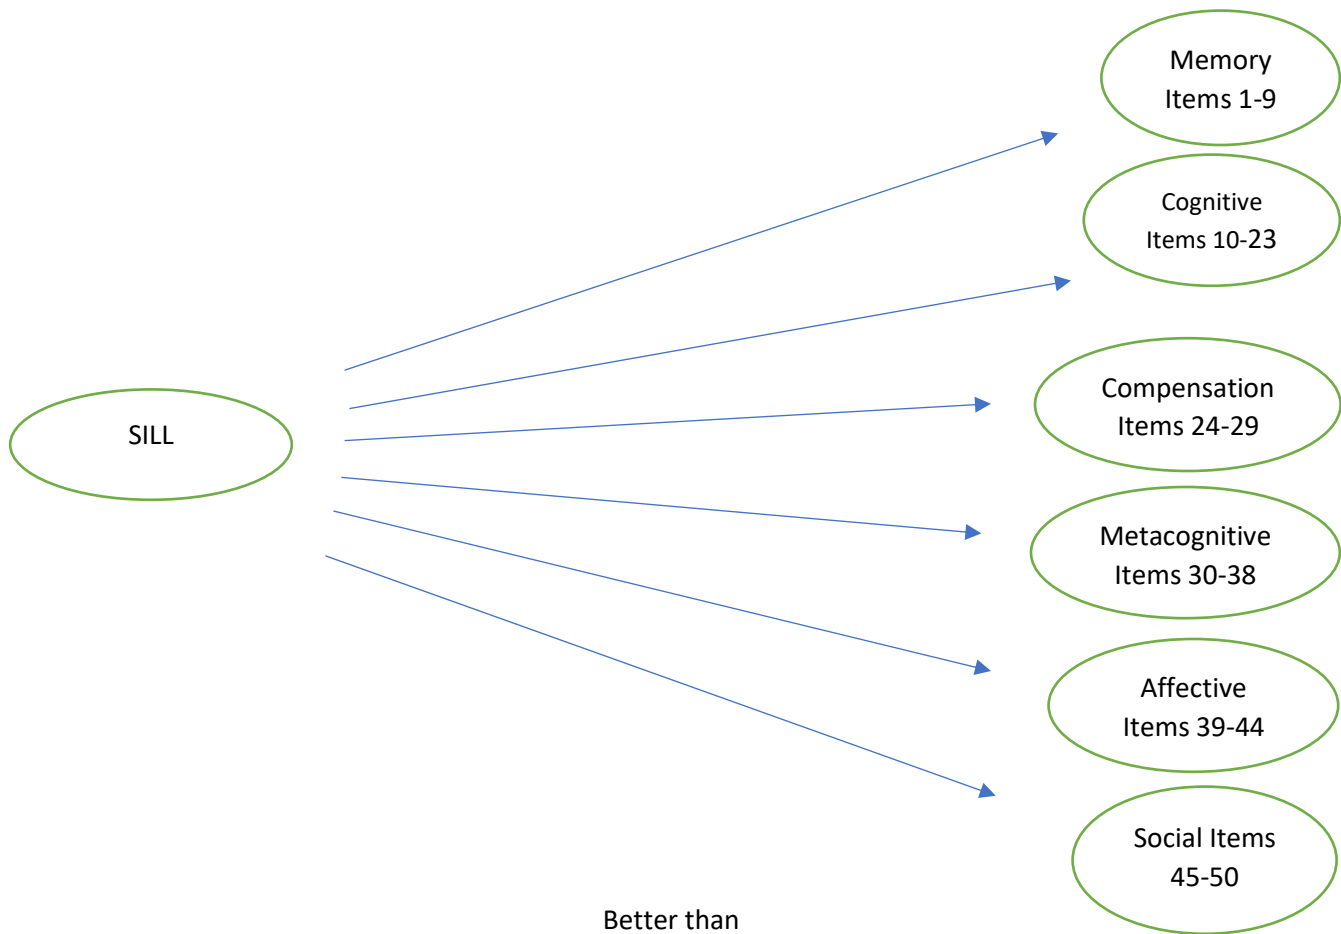 Memory
Items 1-9
Cognitive
Items 10-23
SILL
Compensation
Items 24-29
Metacognitive
Items 30-38
Affective
Items 39-44
Social Items
45-50
Better than